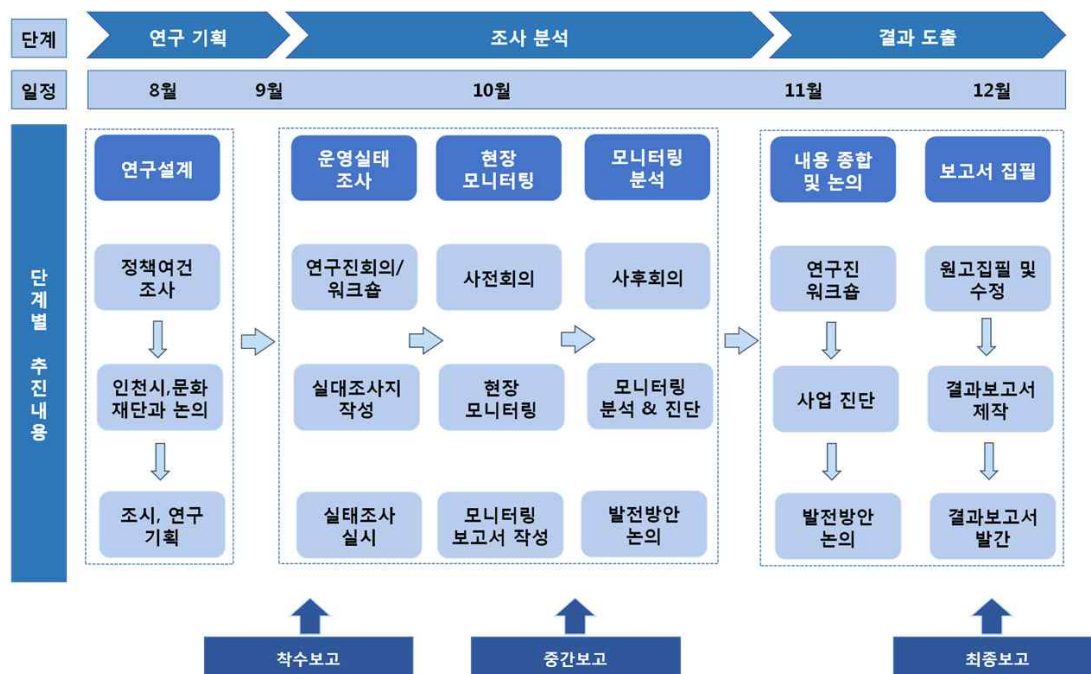 단계
연구 기획
조사 분석
결과 도출
일정
8월
9월
10월
11월
12월
단계별 추진내용
연구설계
정책여건
조사
인천시,문화
재단과 논의
조시, 연구
기획
운영실태
조사
현장
모니터링
모니터링
분석
연구진회의/
워크숍
사전회의
사후회의
실대조사지
작성
현장
모니터링
모니터링
분석 & 진단
실태조사
실시
모니터링
보고서 작성
발전방안
논의
내용 종합
및 논의
보고서 집필
연구진
워크숍
원고집필 및
수정
사업 진단
결과보고서
제작
발전방안
논의
결과보고서
발간
착수보고
중간보고
최종보고